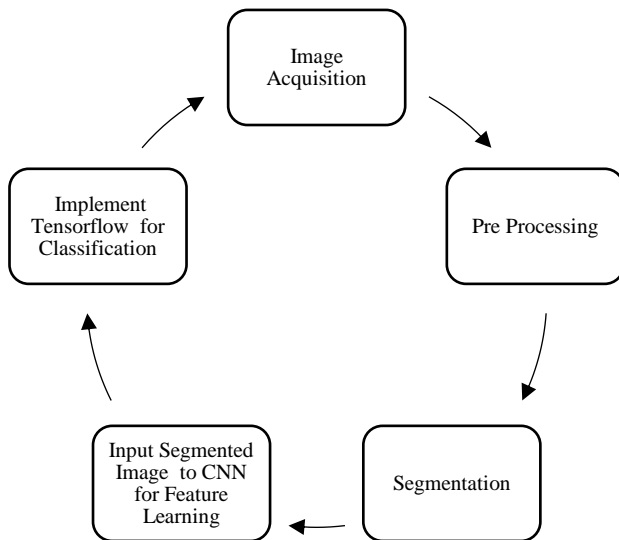 Image
Acquisition
Pre Processing
Segmentation
Input Segmented
Image to CNN
for Feature
Learning
Implement
Tensorflow for
Classification